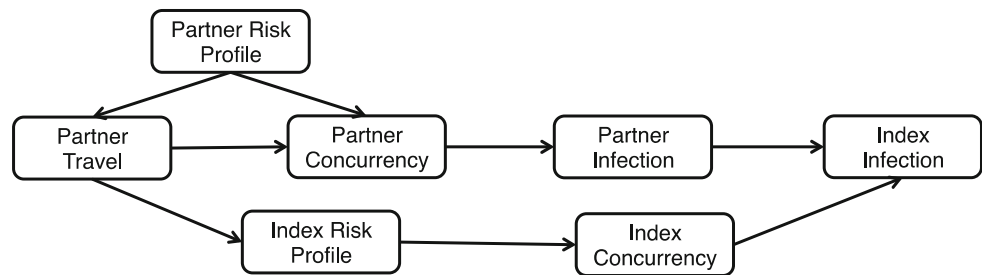 Partner Risk
Profile
Partner
Travel
Partner
Concurrency
Partner
Infection
Index
Infection
Index Risk
Profile
Index
Concurrency